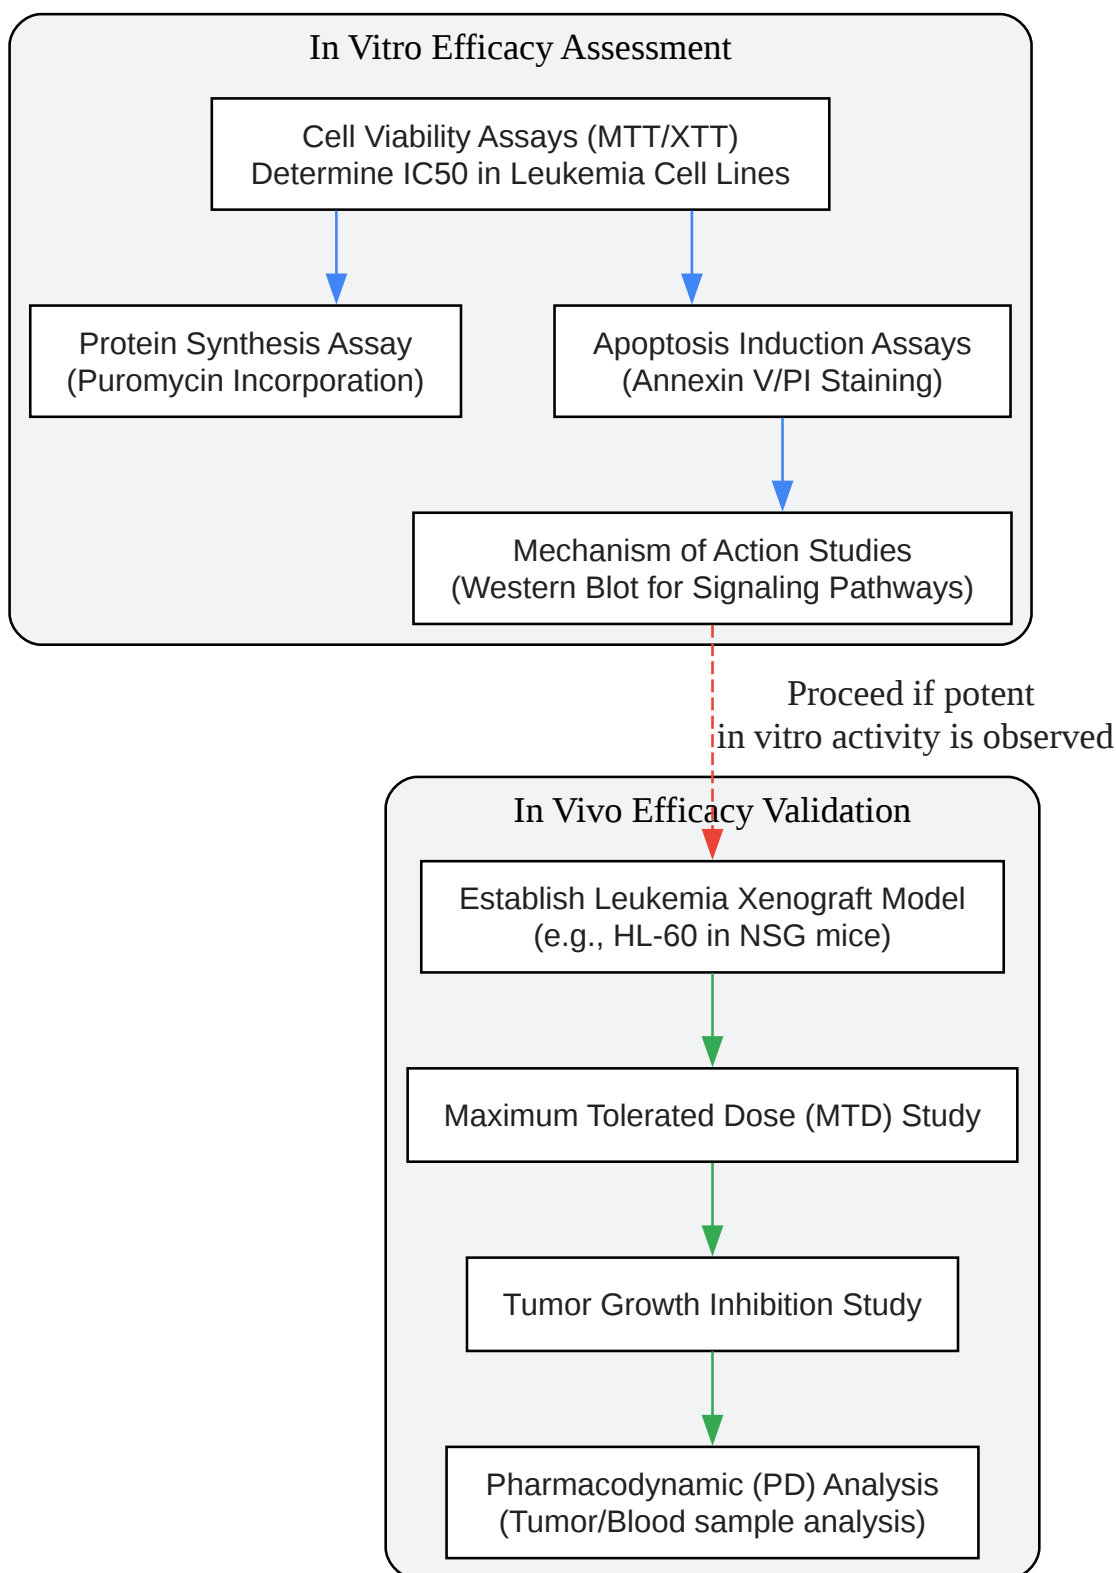 In Vitro Efficacy Assessment
Cell Viability Assays (MTT/XTT)
Determine IC50 in Leukemia Cell Lines
Protein Synthesis Assay
(Puromycin Incorporation)
Apoptosis Induction Assays
(Annexin V/PI Staining)
Mechanism of Action Studies
(Western Blot for Signaling Pathways)
Proceed if potent
in vitro activity is observed
In Vivo Efficacy Validation
Establish Leukemia Xenograft Model
(e.g., HL-60 in NSG mice)
Maximum Tolerated Dose (MTD) Study
Tumor Growth Inhibition Study
Pharmacodynamic (PD) Analysis
(Tumor/Blood sample analysis)